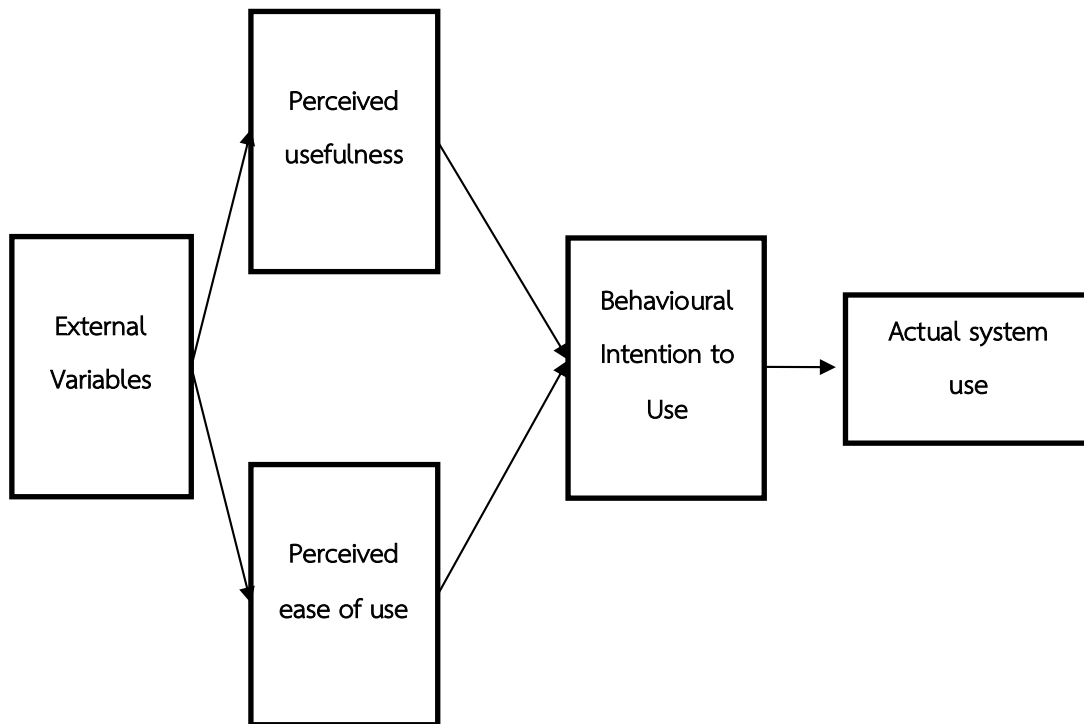 Perceived
usefulness
External
Variables
Behavioural
Intention to
Use
Actual system
use
Perceived
ease of use